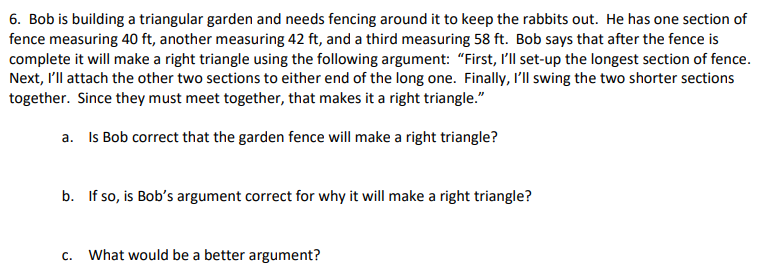 6. Bob is building a triangular garden and needs fencing around it to keep the rabbits out. He has one section of
fence measuring 40 ft, another measuring 42 ft, and a third measuring 58 ft. Bob says that after the fence is
complete it will make a right triangle using the following argument: “First, I’ll set-up the longest section of fence.
Next, I’ll attach the other two sections to either end of the long one. Finally, I’ll swing the two shorter sections
together. Since they must meet together, that makes it a right triangle.”
a. Is Bob correct that the garden fence will make a right triangle?
b. If so, is Bob’s argument correct for why it will make a right triangle?
c. What would be a better argument?